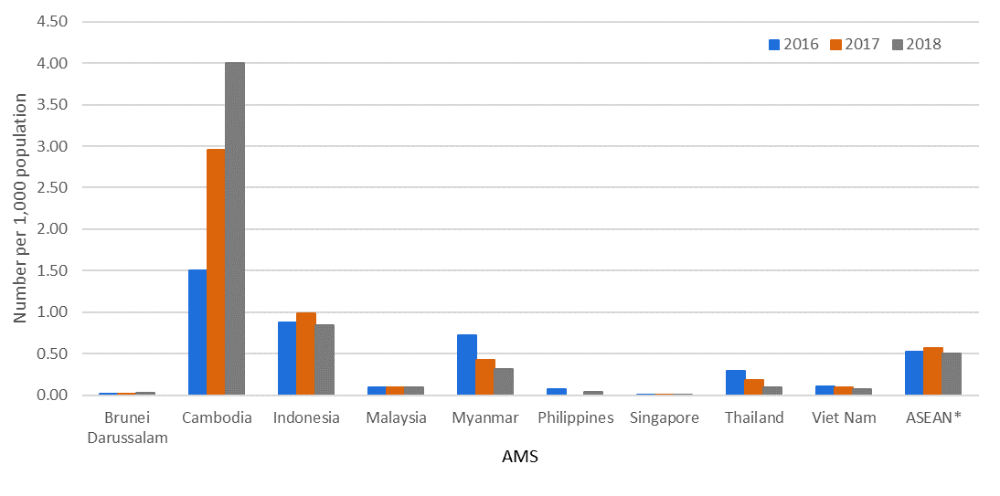 4.50
4.00
3.50
3.00
2.50
2.00
1.50
1.00
0.50
0.00
Number per 1,000 population
2016 2017 2018
Brunei Darussalam
Cambodia
Indonesia
Malaysia
Myanmar
Philippines
Singapore
Thailand
Viet Nam
ASEAN*
AMS